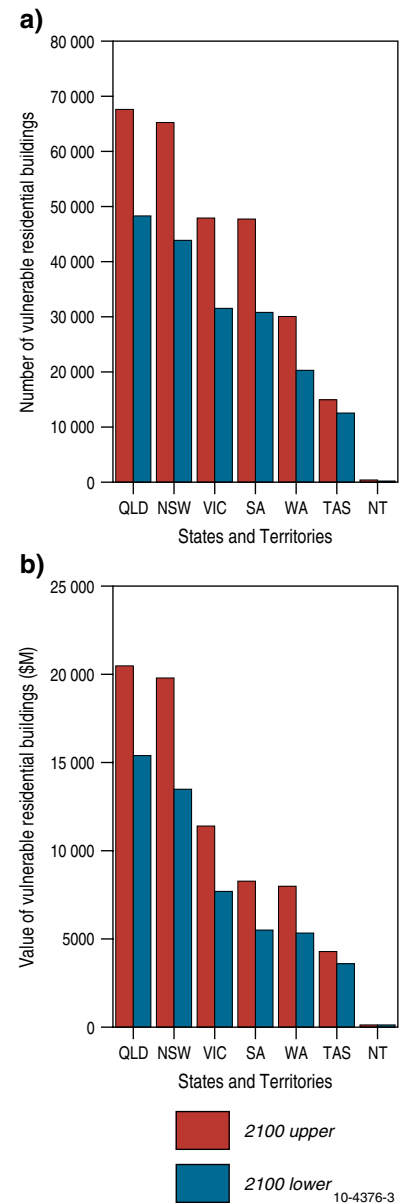 a)
Number of vulnerable residential buildings
80 000
70 000
60 000
50 000
40 000
30 000
20 000
10 000
0
QLD NSW VIC SA WA TAS NT
States and Territories
b)
Value of vulnerable residential buildings ($M)
25 000
20 000
15 000
10 000
5000
0
QLD NSW VIC SA WA TAS NT
States and Territories
2100 upper
2100 lower
10-4376-3